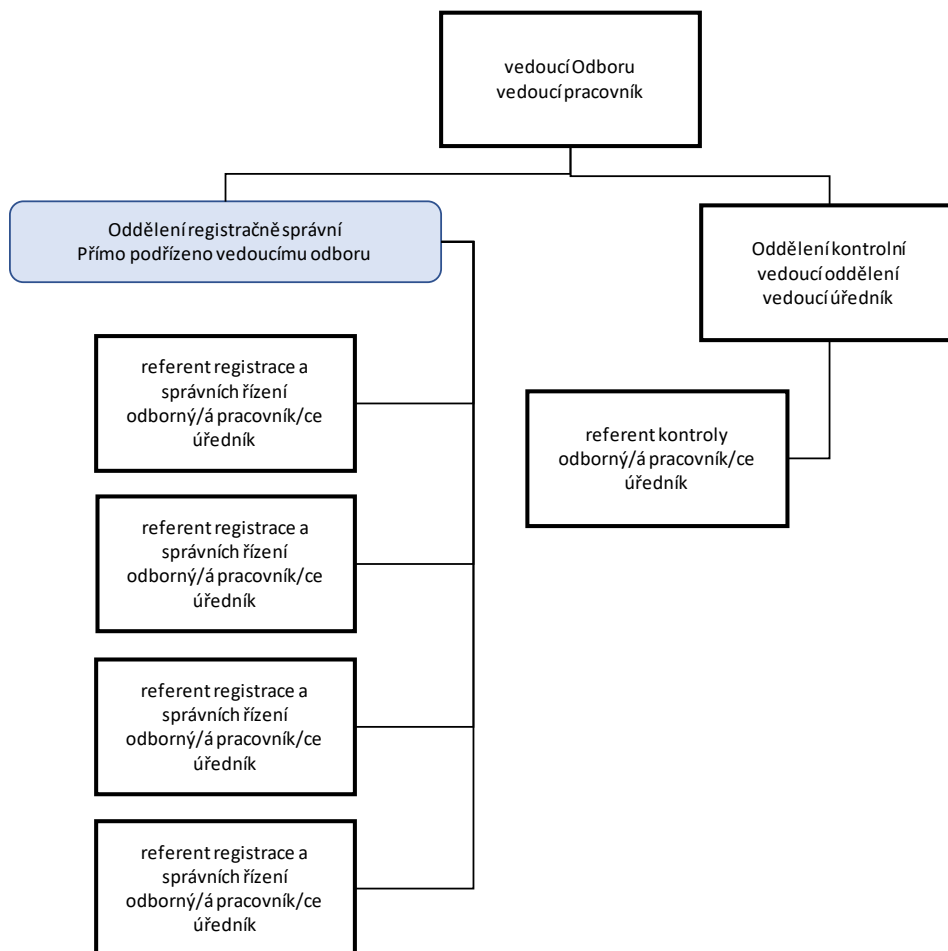 vedoucí Odboru
vedoucí pracovník
Oddělení registračně správní
Přímo podřízeno vedoucímu odboru
Oddělení kontrolní
vedoucí oddělení
vedoucí úředník
referent registrace a
správních řízení
odborný/á pracovník/ce
úředník
referent kontroly
odborný/á pracovník/ce
úředník
referent registrace a
správních řízení
odborný/á pracovník/ce
úředník
referent registrace a
správních řízení
odborný/á pracovník/ce
úředník
referent registrace a
správních řízení
odborný/á pracovník/ce
úředník